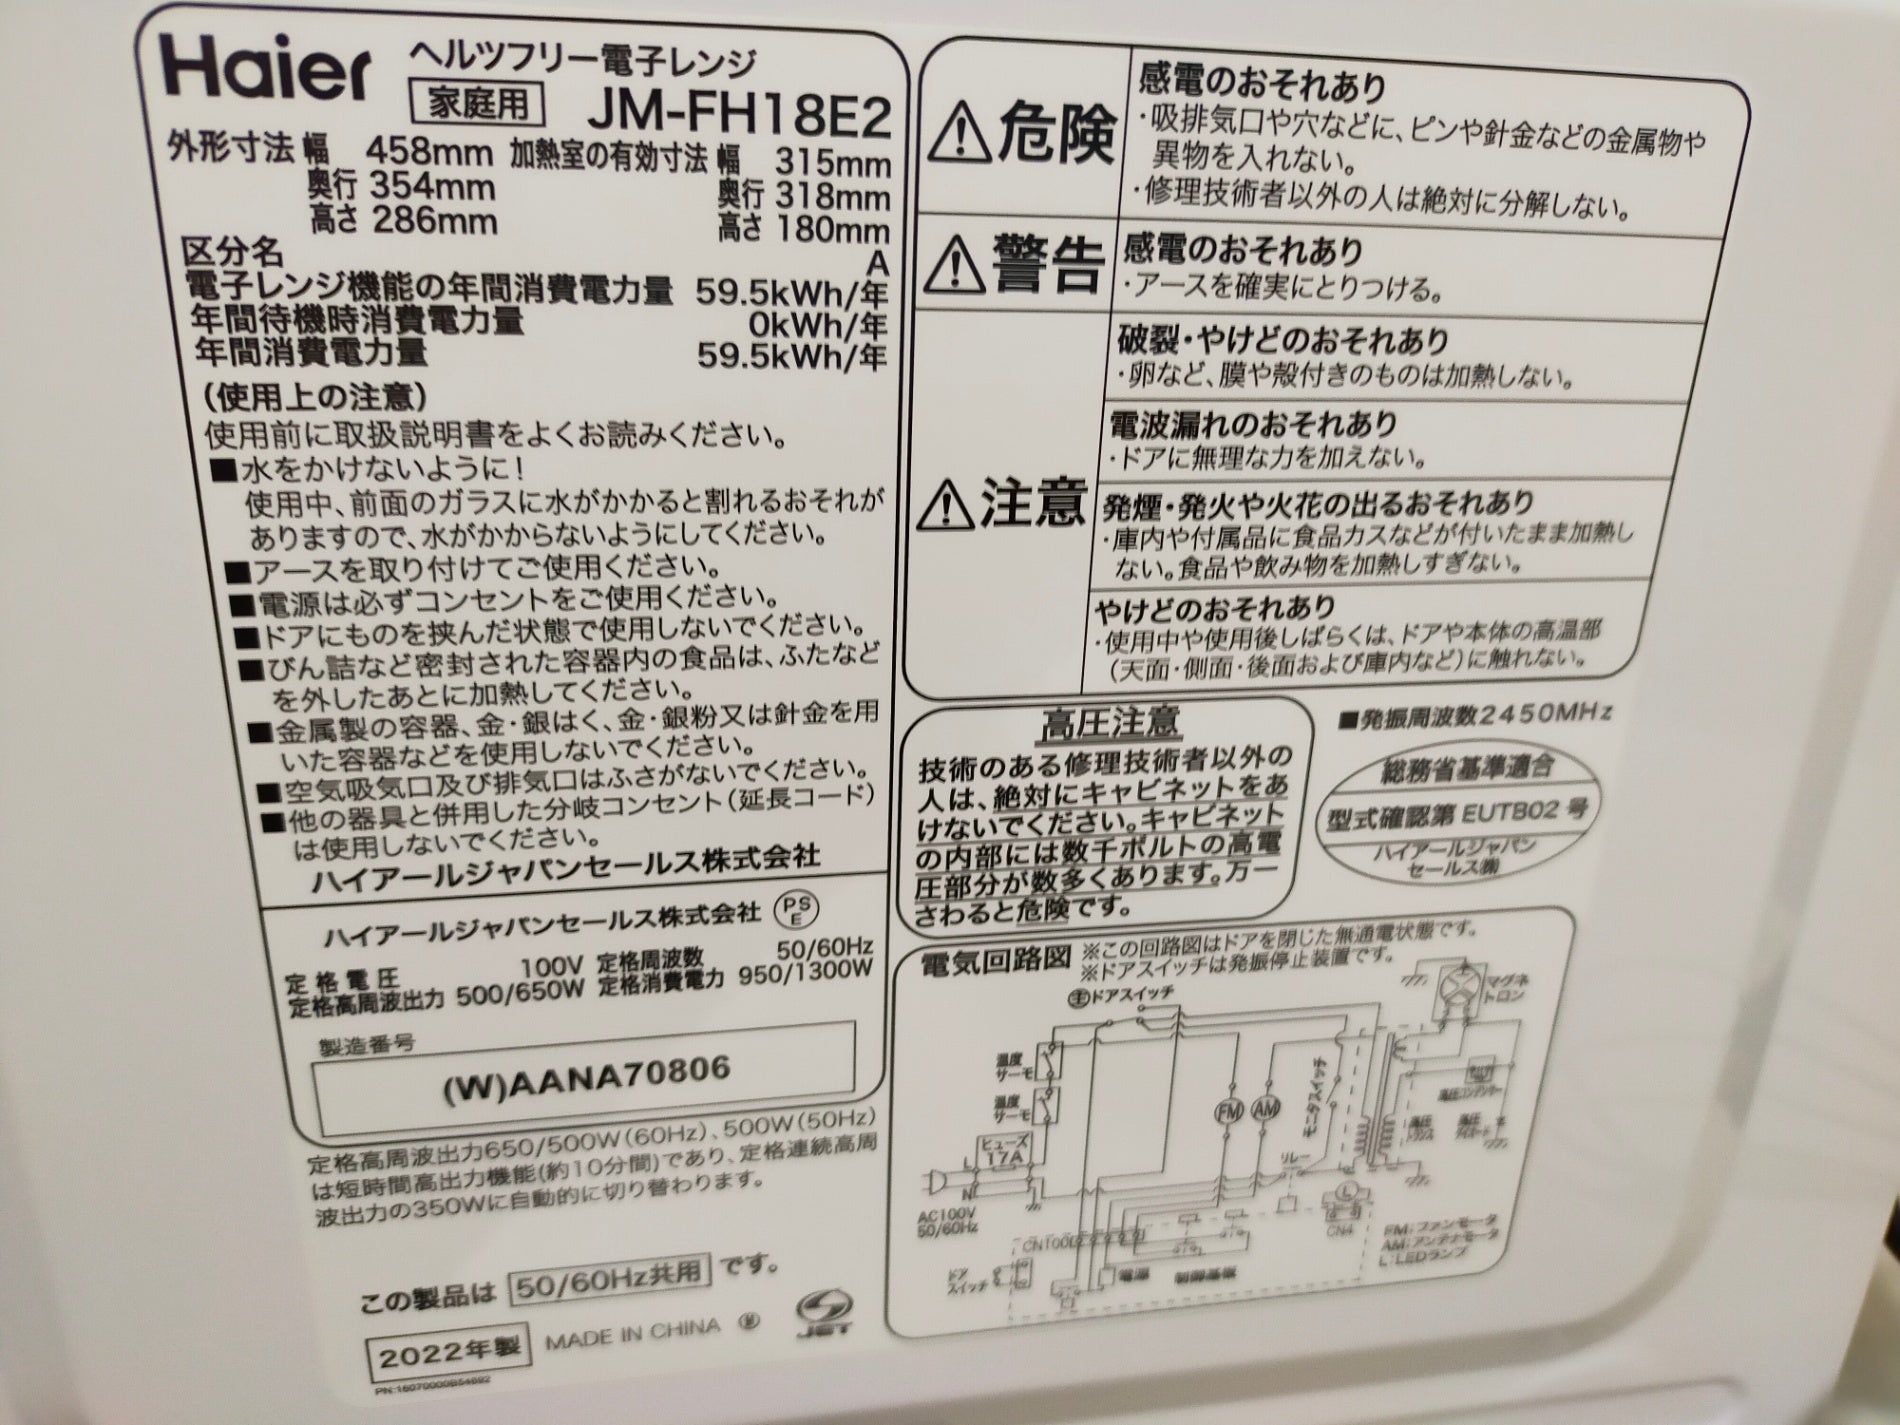 Haier
ヘルツフリー電子レンジ
家庭用 JM-FH18E2
外形寸法 幅 458mm 加熱室の有効寸法 幅 315mm
奥行 354mm 奥行 318mm
高さ 286mm 高さ 180mm
区分名 A
電子レンジ機能の年間消費電力量 59.5kWh/年
年間待機時消費電力量 0kWh/年
年間消費電力量 59.5kWh/年
(使用上の注意)
使用前に取扱説明書をよくお読みください。
■水をかけないように!
使用中、前面のガラスに水がかかると割れるおそれが
ありますので、水がかからないようにしてください。
■アースを取り付けてご使用ください。
■電源は必ずコンセントをご使用ください。
■ドアにものを挟んだ状態で使用しないでください。
■びん詰など密封された容器内の食品は、ふたなど
を外したあとに加熱してください。
■金属製の容器、金・銀はく、金・銀粉又は針金を用
いた容器などを使用しないでください。
■空気吸気口及び排気口はふさがないでください。
■他の器具と併用した分岐コンセント(延長コード)
は使用しないでください。
ハイアールジャパンセールス株式会社
ハイアールジャパンセールス株式会社 PSE
定格電圧 100V 定格周波数 50/60Hz
定格高周波出力 500/650W 定格消費電力 950/1300W
製造番号
(W)AANA70806
定格高周波出力650/500W(60Hz)、500W(50Hz)
は短時間高出力機能(約10分間)であり、定格連続高周
波出力の350Wに自動的に切り替わります。
この製品は 50/60Hz共用 です。
2022年製 MADE IN CHINA
JET
危険
感電のおそれあり
・吸排気口や穴などに、ピンや針金などの金属物や
異物を入れない。
・修理技術者以外の人は絶対に分解しない。
警告
感電のおそれあり
・アースを確実にとりつける。
注意
破裂・やけどのおそれあり
・卵など、膜や殻付きのものは加熱しない。
電波漏れのおそれあり
・ドアに無理な力を加えない。
発煙・発火や火花の出るおそれあり
・庫内や付属品に食品カスなどが付いたまま加熱し
ない。食品や飲み物を加熱しすぎない。
やけどのおそれあり
・使用中や使用後しばらくは、ドアや本体の高温部
(天面・側面・後面および庫内など)に触れない。
高圧注意
技術のある修理技術者以外の
人は、絶対にキャビネットをあ
けないでください。キャビネット
の内部には数千ボルトの高電
圧部分が数多くあります。万一
さわると危険です。
■発振周波数2450MHz
総務省基準適合
型式確認第 EUTB02 号
ハイアールジャパン
セールス㈱
電気回路図
※この回路図はドアを閉じた無通電状態です。
※ドアスイッチは発振停止装置です。
主ドアスイッチ
マグネ
トロン
温度
サーモ
温度
サーモ
FM
AM
モニタスイッチ
ヒューズ
17A
L
N
AC100V
50/60Hz
リレー
高圧コンデンサー
高圧
L
CN4
ドア
スイッチ
FM:ファンモータ
AM:アンテナモータ
L:LEDランプ